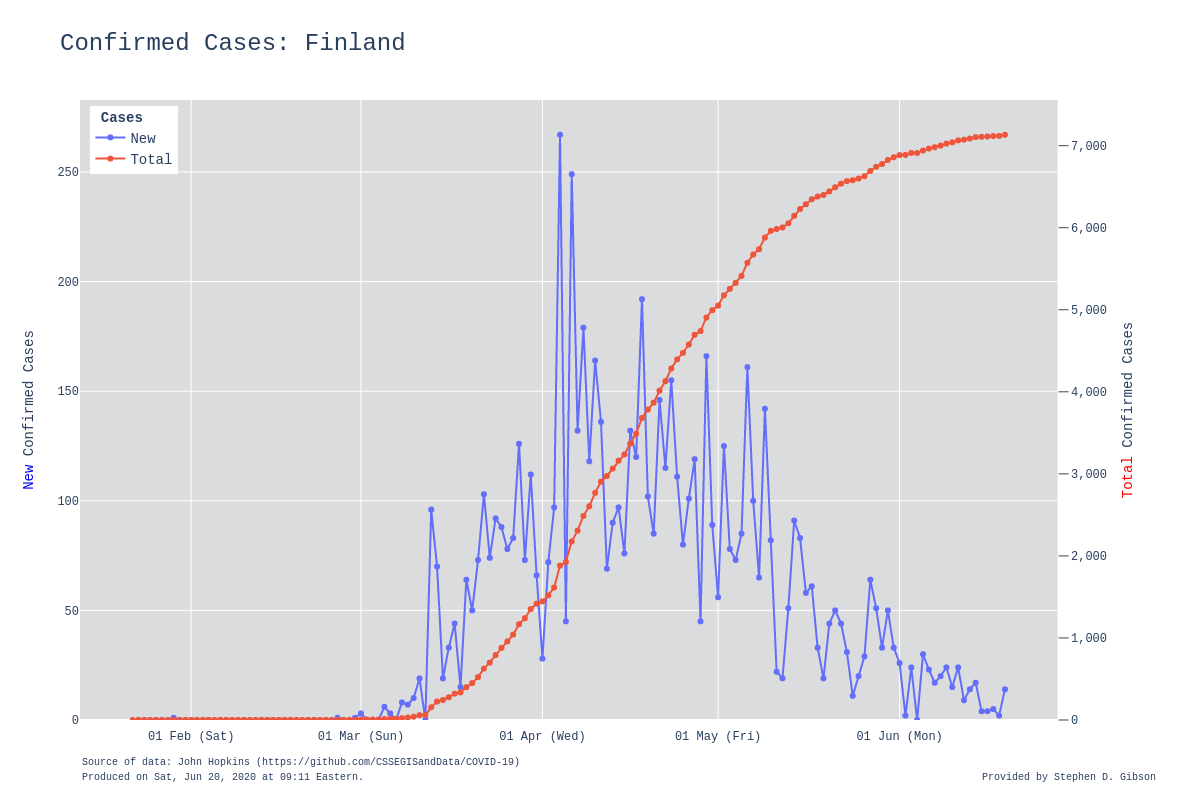 Confirmed Cases: Finland
Cases
New
Total
250
200
150
100
50
0
7,000
6,000
5,000
4,000
3,000
2,000
1,000
0
New Confirmed Cases
Total Confirmed Cases
01 Feb (Sat)
01 Mar (Sun)
01 Apr (Wed)
01 May (Fri)
01 Jun (Mon)
Source of data: John Hopkins (https://github.com/CSSEGISandData/COVID-19)
Produced on Sat, Jun 20, 2020 at 09:11 Eastern.
Provided by Stephen D. Gibson